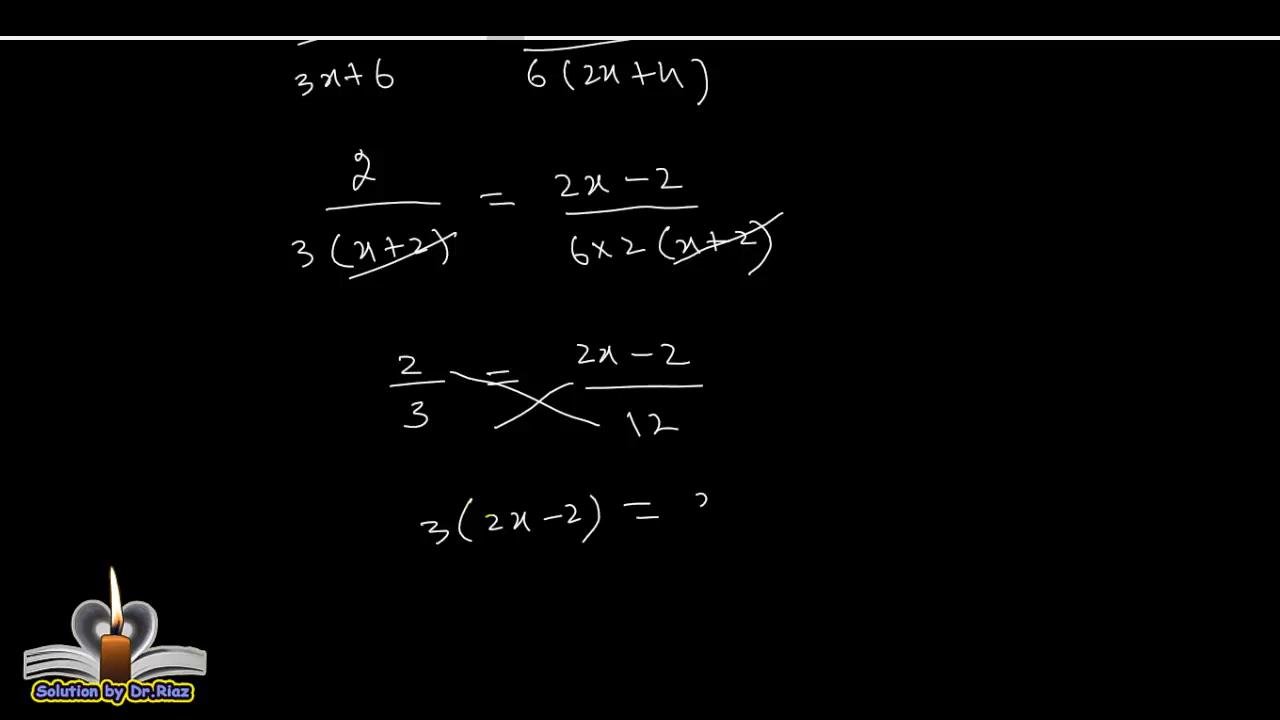 3x+6 6(2x+4)
2 = 2x-2
3(x+2) 6×2(x+2)
2 = 2x-2
3 12
3(2x-2) =
Solution by Dr.Riaz